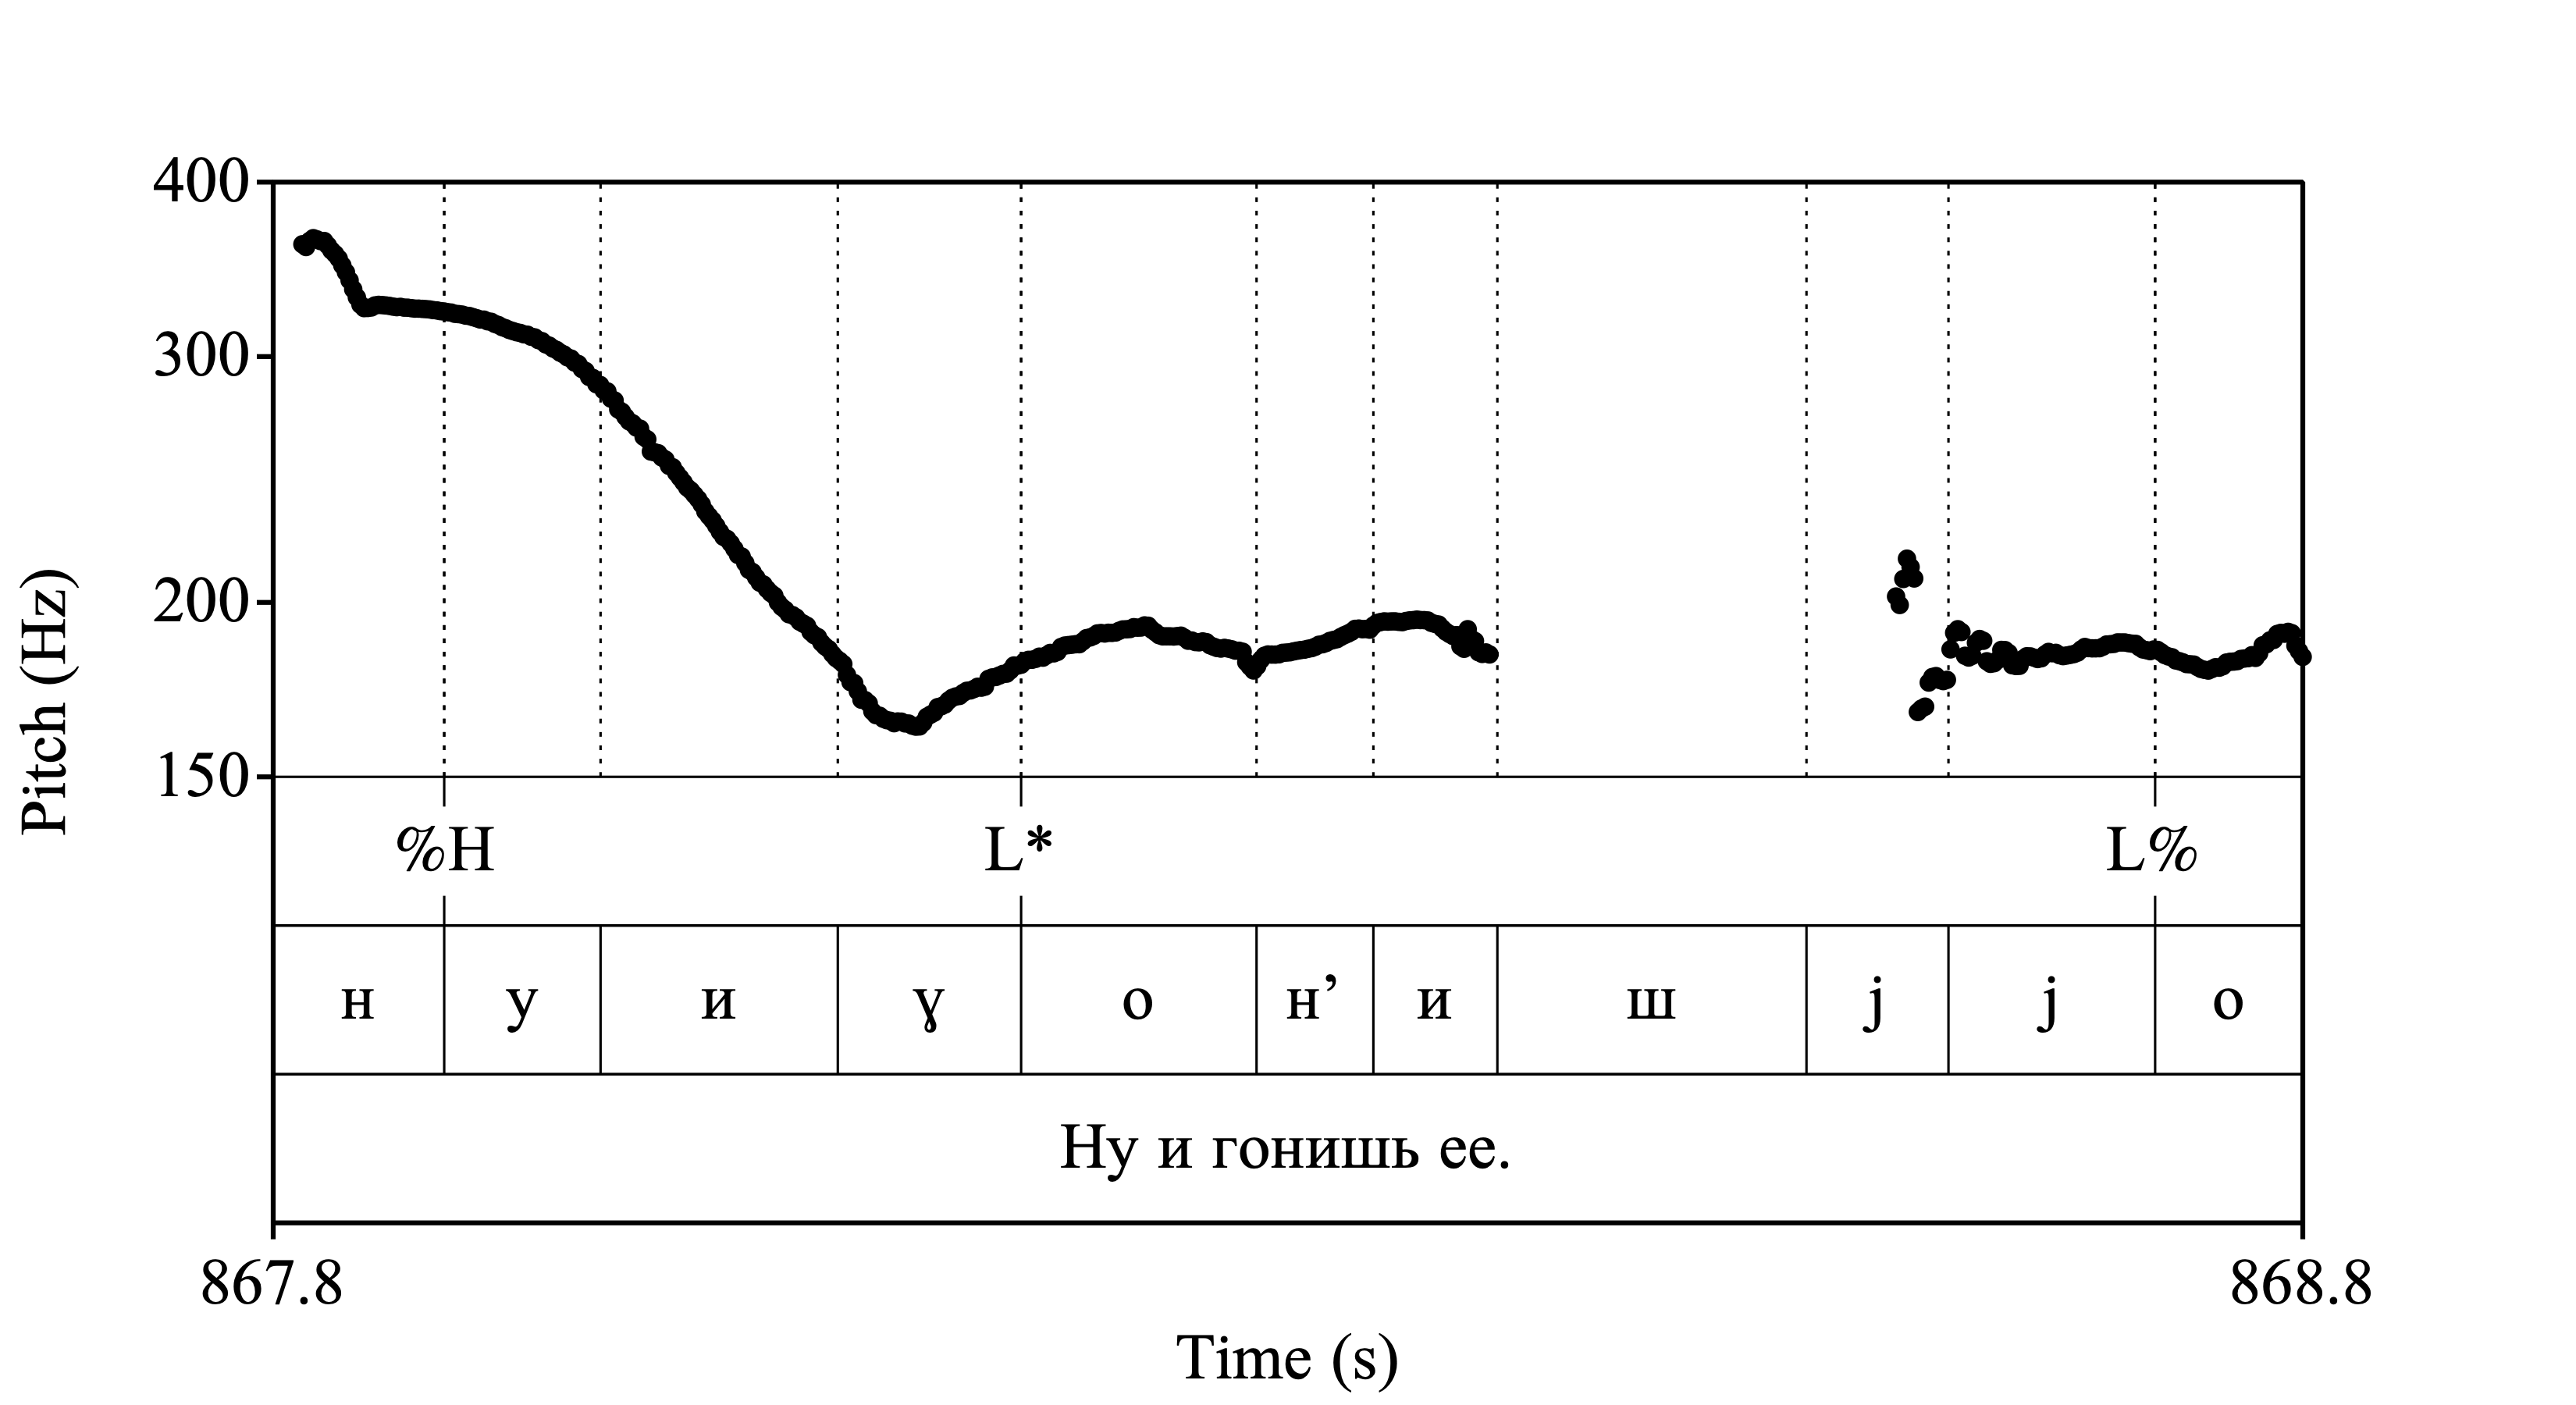 400
300
200
150
Pitch (Hz)
%H L* L%
н у и ɣ о н’ и ш j j о
Ну и гонишь ее.
867.8 868.8
Time (s)